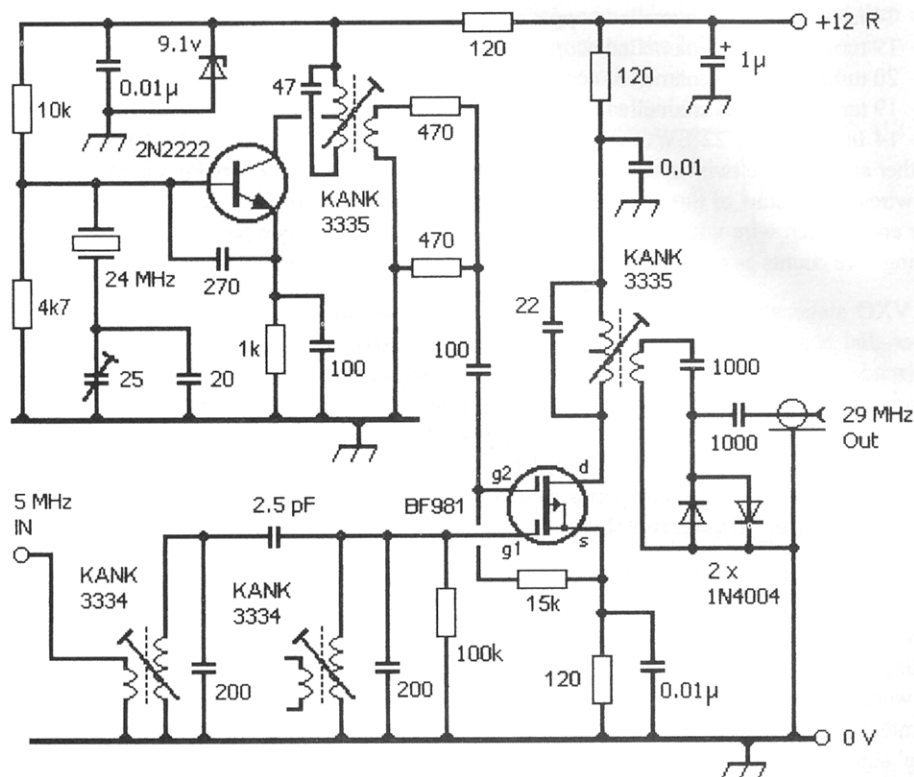 +12 R
120
9.1v
0.01µ
120
+
1µ
47
10k
470
2N2222
0.01
KANK
3335
470
KANK
3335
24 MHz
270
22
4k7
1k
100
100
1000
25
20
1000
29 MHz
Out
g2
d
5 MHz
IN
2.5 pF
BF981
g1
s
KANK
3334
KANK
3334
15k
2 x
1N4004
100k
200
200
120
0.01µ
0 V